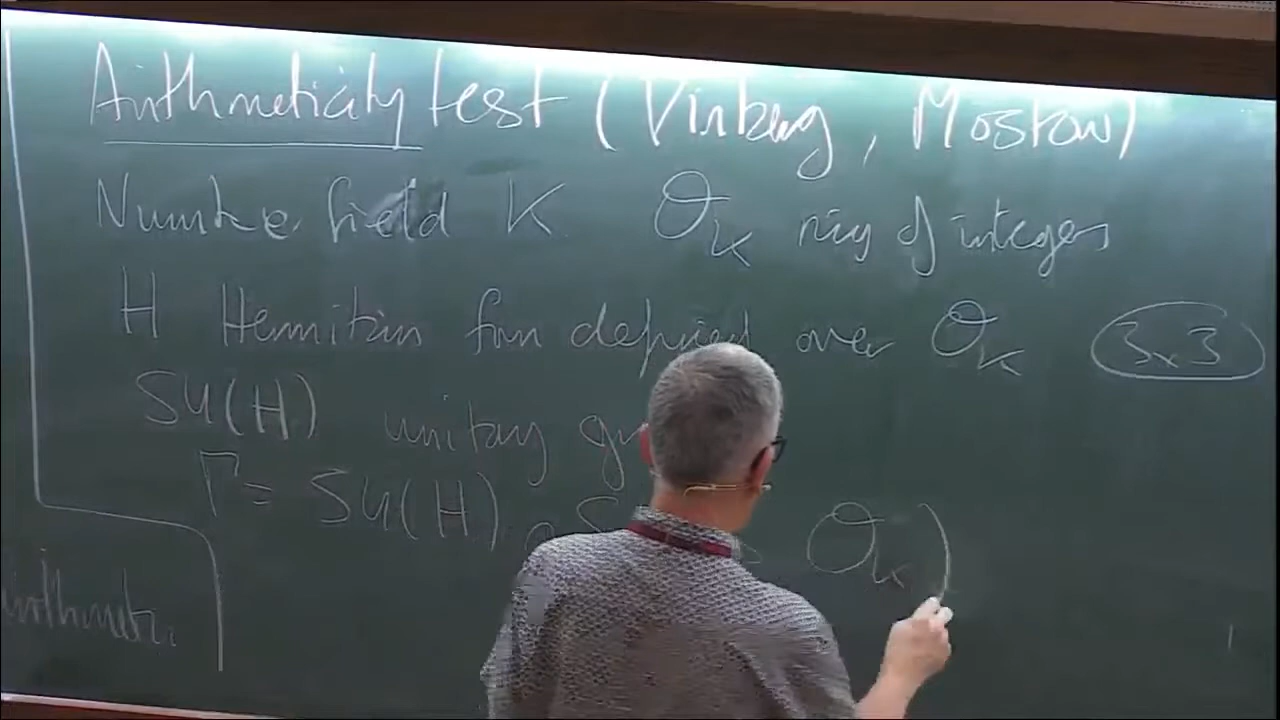 Arithmeticity test (Vinberg, Mostow)
Number field K O_K ring of integers
H Hermitian form defined over O_K 3x3
SU(H) unitary
Γ = SU(H) ∩ S O_K)
arithmetic